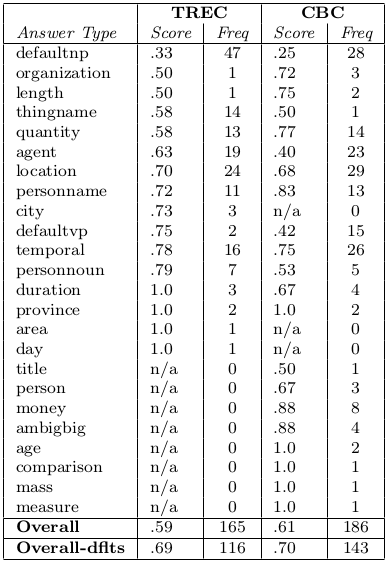 TREC CBC
Answer Type Score Freq Score Freq
defaultnp .33 47 .25 28
organization .50 1 .72 3
length .50 1 .75 2
thingname .58 14 .50 1
quantity .58 13 .77 14
agent .63 19 .40 23
location .70 24 .68 29
personname .72 11 .83 13
city .73 3 n/a 0
defaultvp .75 2 .42 15
temporal .78 16 .75 26
personnoun .79 7 .53 5
duration 1.0 3 .67 4
province 1.0 2 1.0 2
area 1.0 1 n/a 0
day 1.0 1 n/a 0
title n/a 0 .50 1
person n/a 0 .67 3
money n/a 0 .88 8
ambigbig n/a 0 .88 4
age n/a 0 1.0 2
comparison n/a 0 1.0 1
mass n/a 0 1.0 1
measure n/a 0 1.0 1
Overall .59 165 .61 186
Overall-dflts .69 116 .70 143